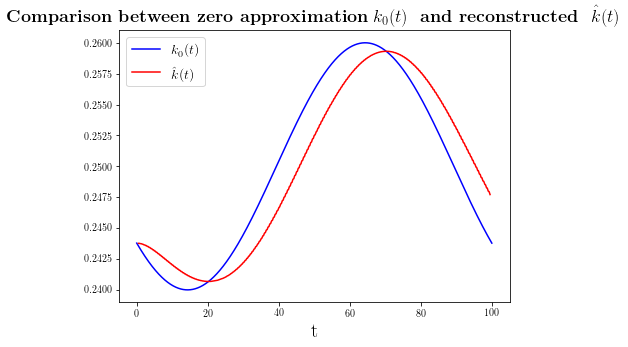 Comparison between zero approximation k₀(t) and reconstructed k̂(t)
k₀(t)
k̂(t)
0.2600
0.2575
0.2550
0.2525
0.2500
0.2475
0.2450
0.2425
0.2400
0 20 40 60 80 100
t